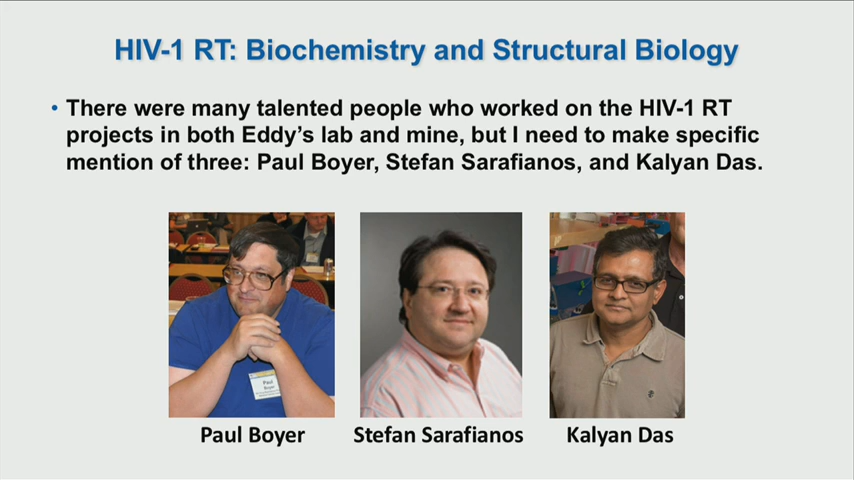 HIV-1 RT: Biochemistry and Structural Biology
• There were many talented people who worked on the HIV-1 RT
projects in both Eddy’s lab and mine, but I need to make specific
mention of three: Paul Boyer, Stefan Sarafianos, and Kalyan Das.
Paul
Boyer
Paul Boyer
Stefan Sarafianos
Kalyan Das